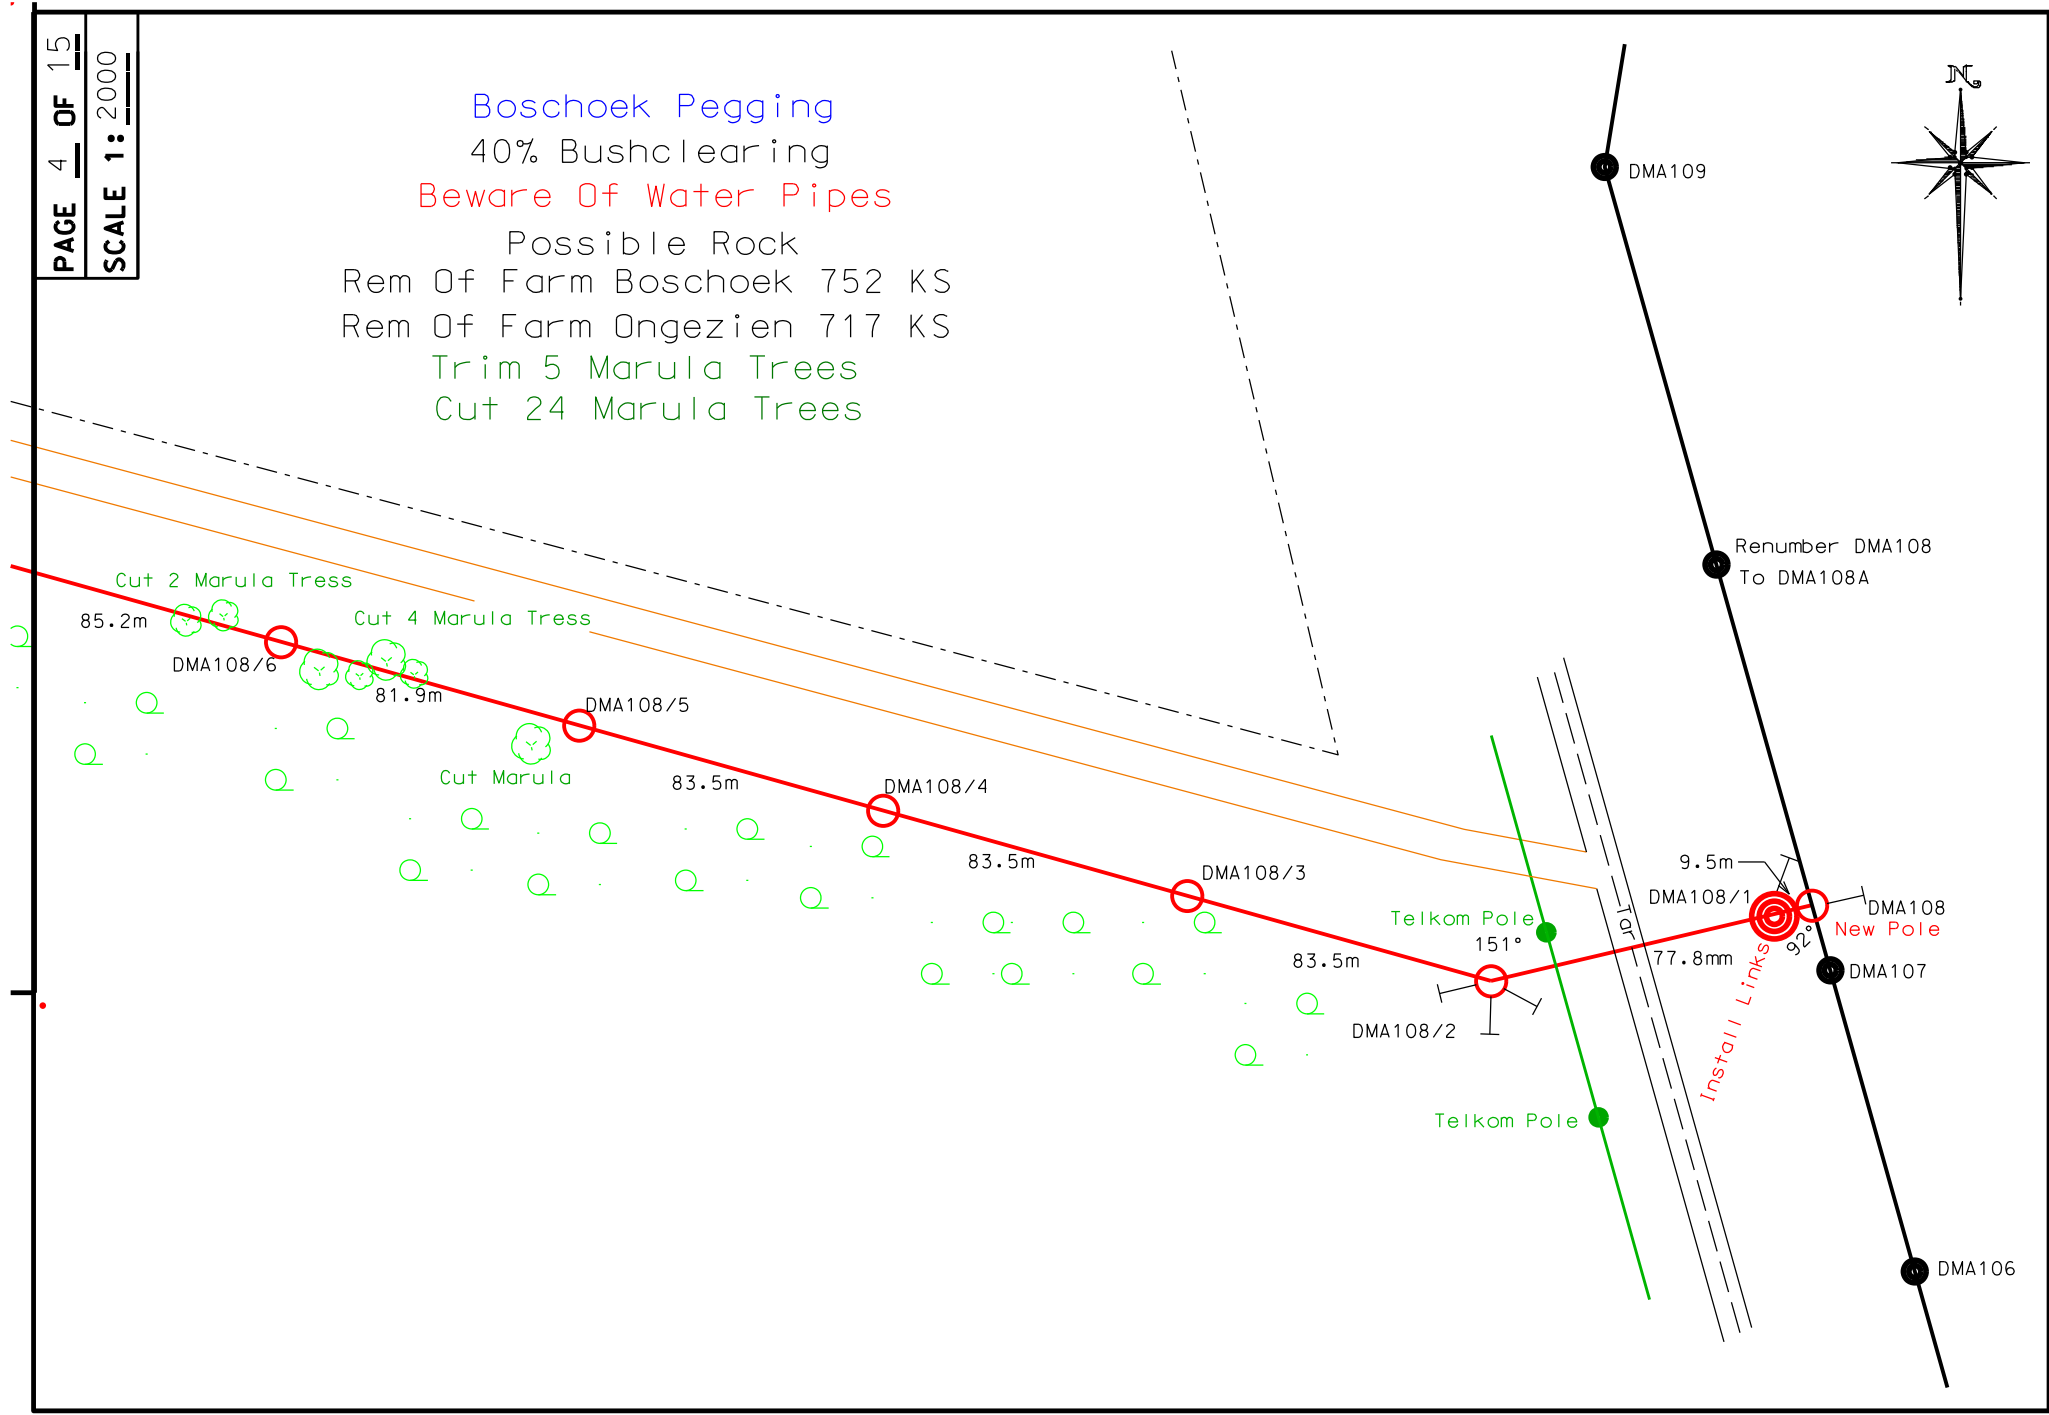 PAGE 4 OF 15
SCALE 1: 2000
Boschoek Pegging
40% Bushclearing
Beware Of Water Pipes
Possible Rock
Rem Of Farm Boschoek 752 KS
Rem Of Farm Ongezien 717 KS
Trim 5 Marula Trees
Cut 24 Marula Trees
N
DMA109
Renumber DMA108
To DMA108A
Cut 2 Marula Tress
85.2m
DMA108/6
Cut 4 Marula Tress
81.9m
DMA108/5
Cut Marula
83.5m
DMA108/4
83.5m
DMA108/3
83.5m
Telkom Pole
151°
DMA108/2
Telkom Pole
Tar
77.8mm
9.5m
DMA108/1
Install Links
92°
DMA108
New Pole
DMA107
DMA106